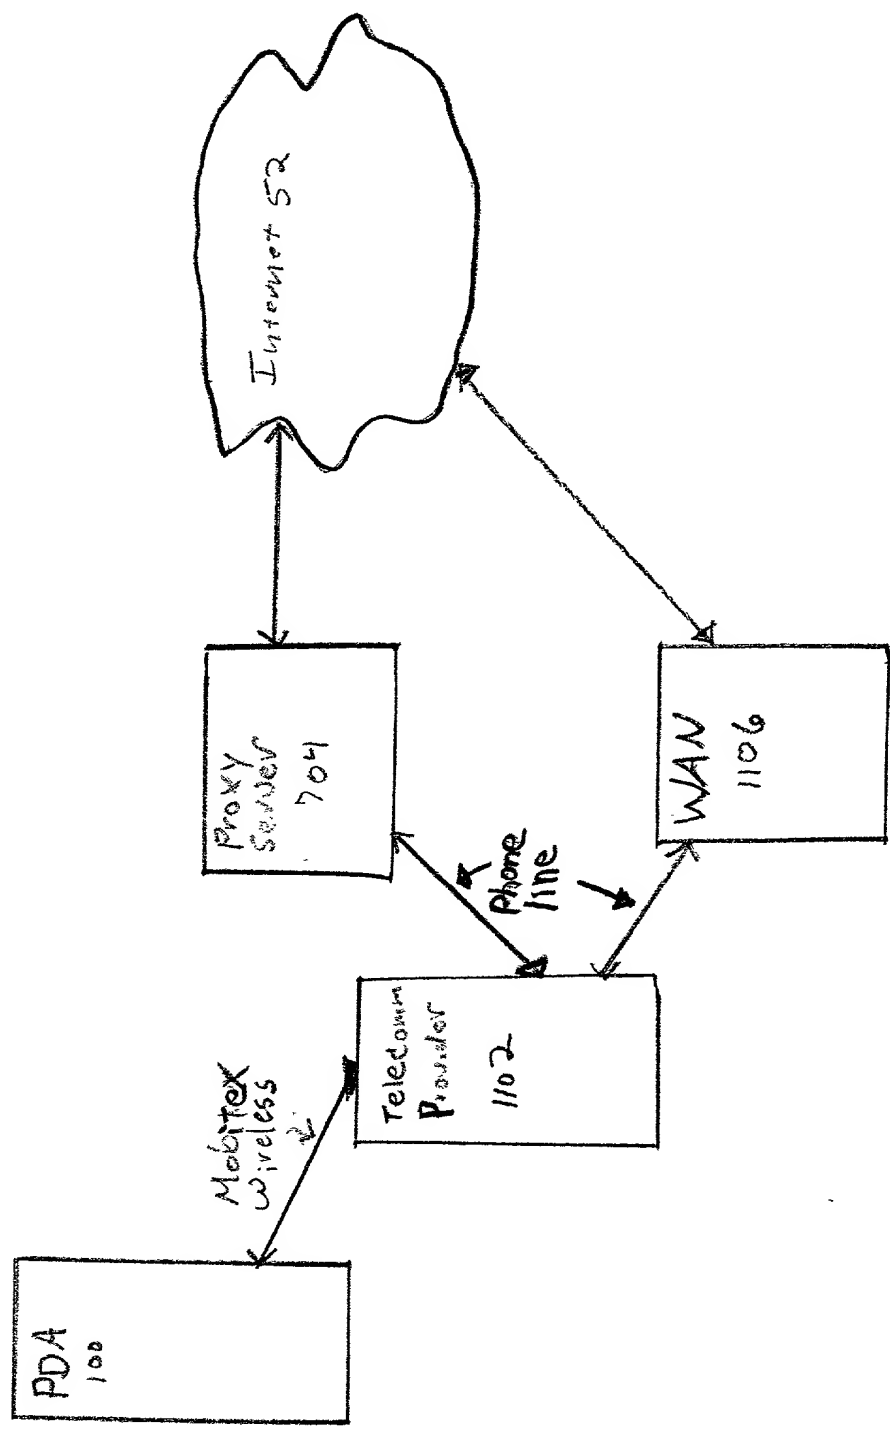 PDA
100
Mobitex
Wireless
Telecomm
Provider
1102
Phone
line
Proxy
Server
704
WAN
1106
Internet 52